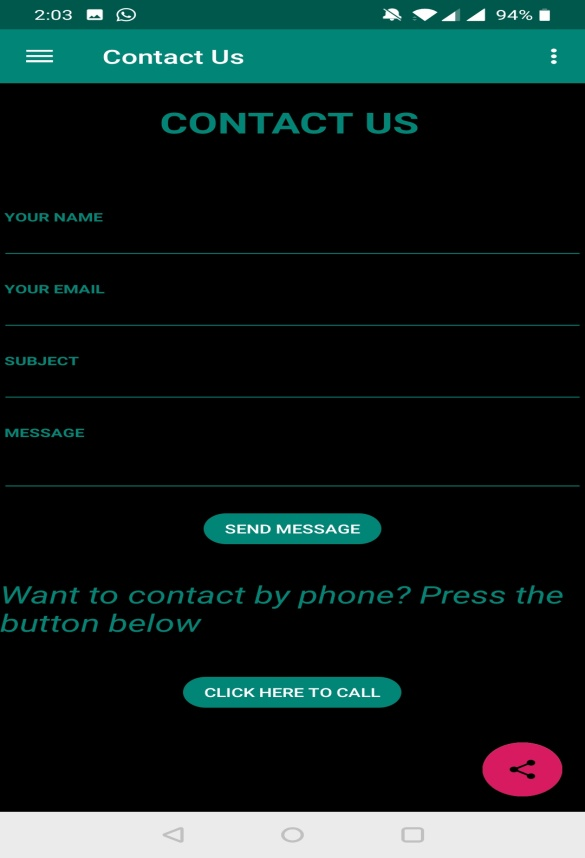 2:03 94%
Contact Us
CONTACT US
YOUR NAME
YOUR EMAIL
SUBJECT
MESSAGE
SEND MESSAGE
Want to contact by phone? Press the
button below
CLICK HERE TO CALL